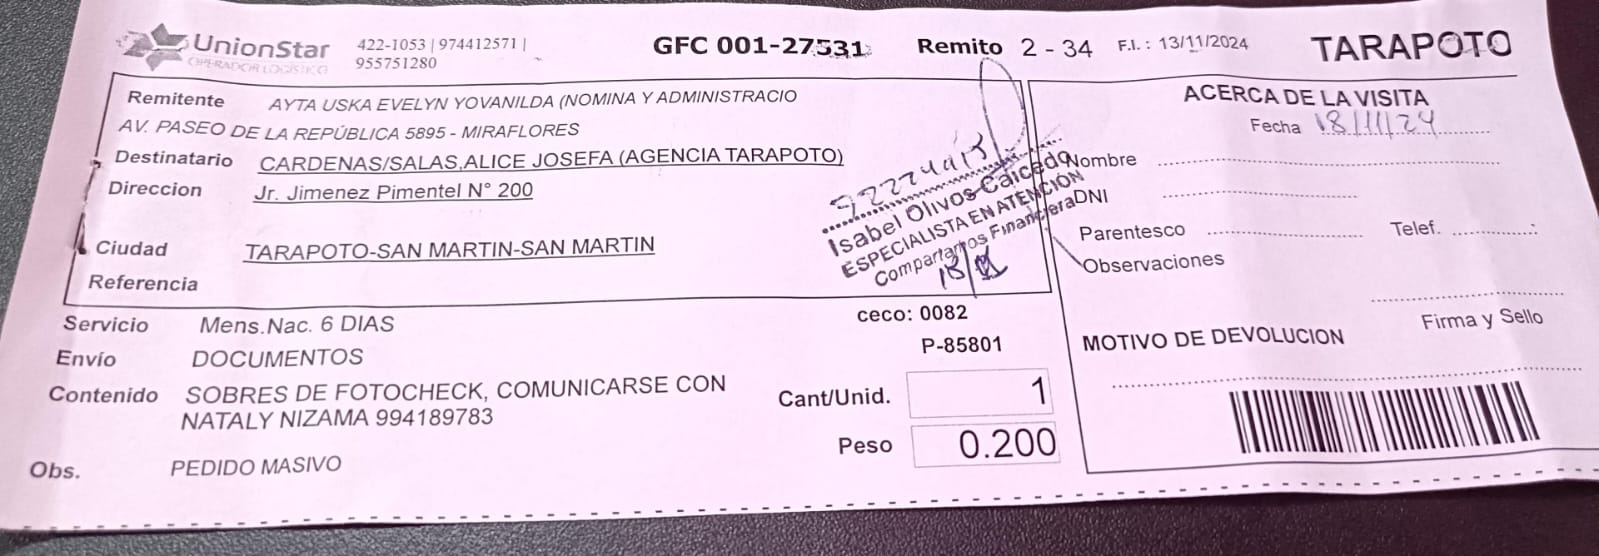 UnionStar
OPERADOR LOGÍSTICO
422-1053 | 974412571 |
955751280
GFC 001-27531
Remito 2 - 34
F.I. : 13/11/2024
TARAPOTO
Remitente AYTA USKA EVELYN YOVANILDA (NOMINA Y ADMINISTRACIO
AV. PASEO DE LA REPÚBLICA 5895 - MIRAFLORES
Destinatario CARDENAS/SALAS,ALICE JOSEFA (AGENCIA TARAPOTO)
Direccion Jr. Jimenez Pimentel N° 200
Ciudad TARAPOTO-SAN MARTIN-SAN MARTIN
Referencia
Isabel Olivos Caicedo
ESPECIALISTA EN ATENCIÓN
Compartamos Financiera
ACERCA DE LA VISITA
Fecha 18/11/24
Nombre
DNI
Parentesco
Telef.
Observaciones
Firma y Sello
MOTIVO DE DEVOLUCION
Servicio Mens.Nac. 6 DIAS
Envío DOCUMENTOS
Contenido SOBRES DE FOTOCHECK, COMUNICARSE CON
NATALY NIZAMA 994189783
Obs. PEDIDO MASIVO
ceco: 0082
P-85801
Cant/Unid. 1
Peso 0.200